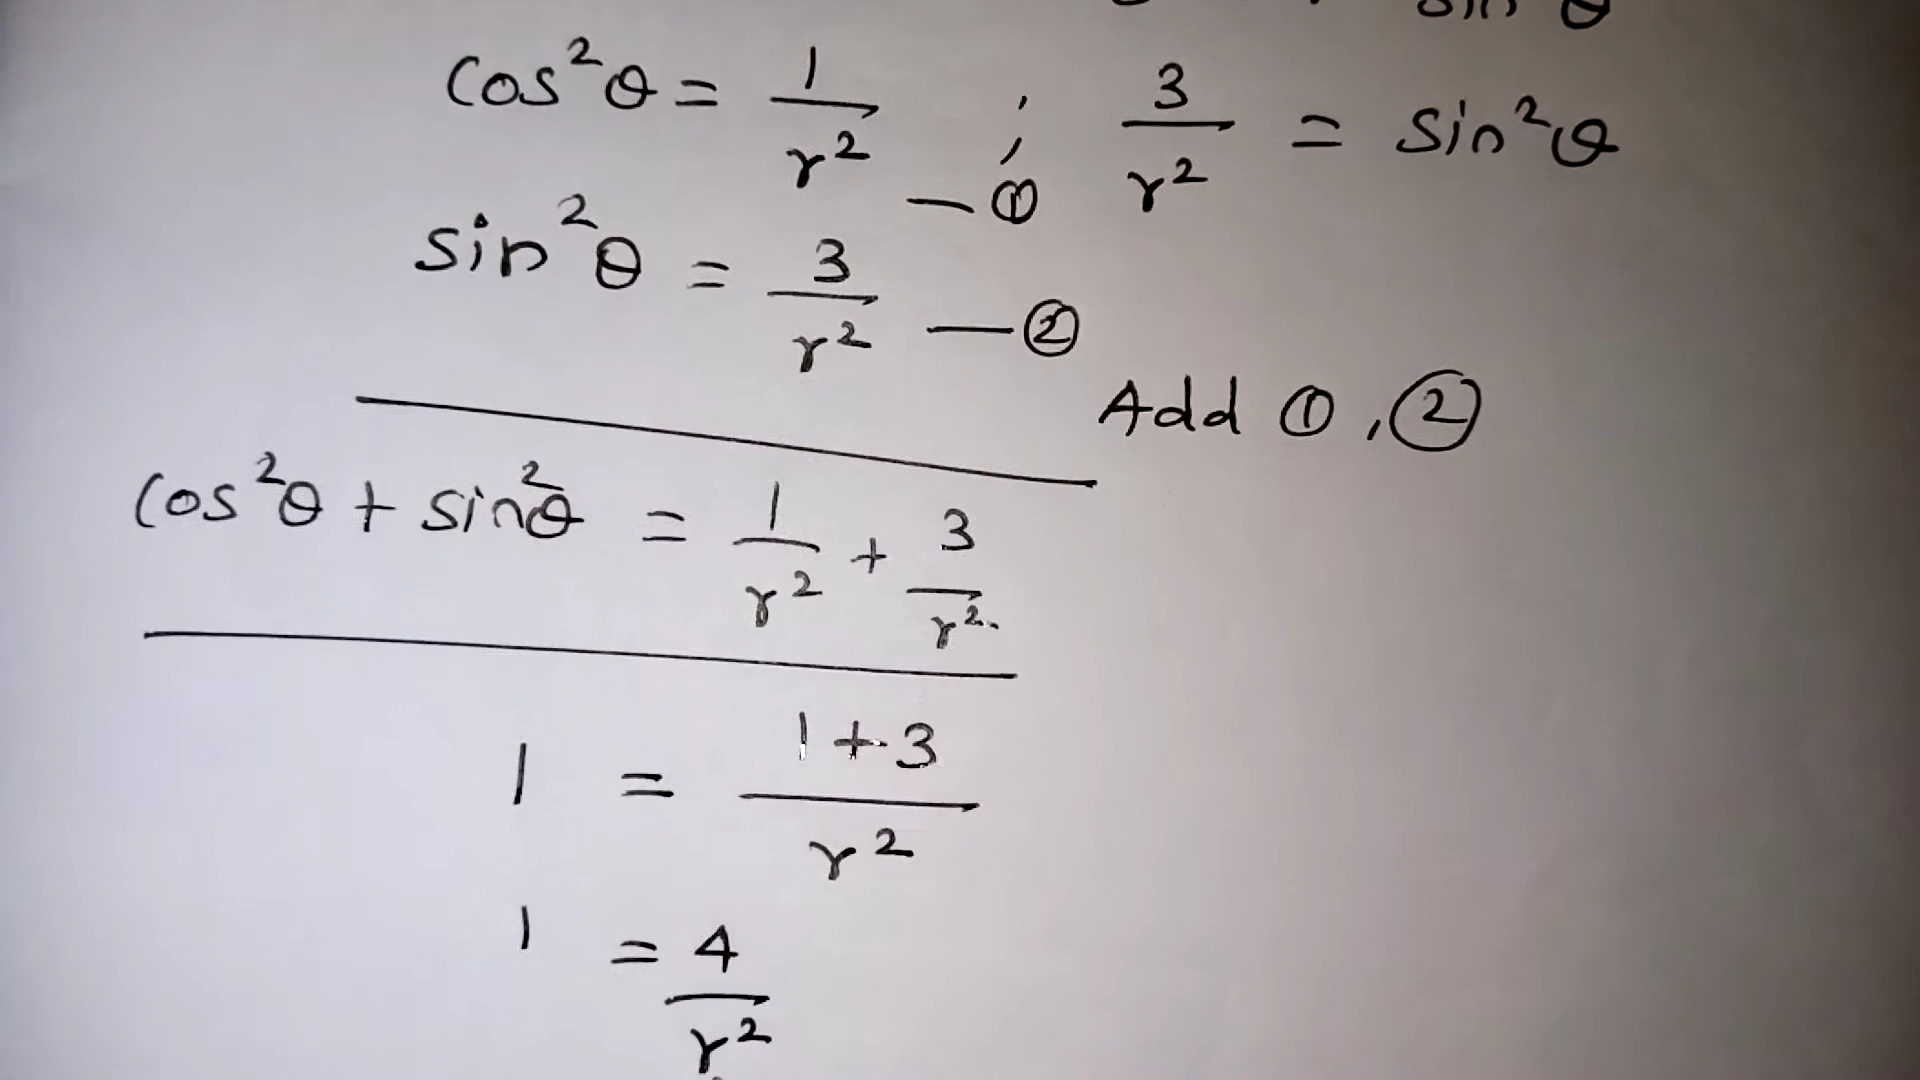 sin θ
cos²θ = 1/r² ; 3/r² = sin²θ
— ①
sin²θ = 3/r² — ②
Add ①, ②
cos²θ + sin²θ = 1/r² + 3/r²
1 = 1+3/r²
1 = 4/r²